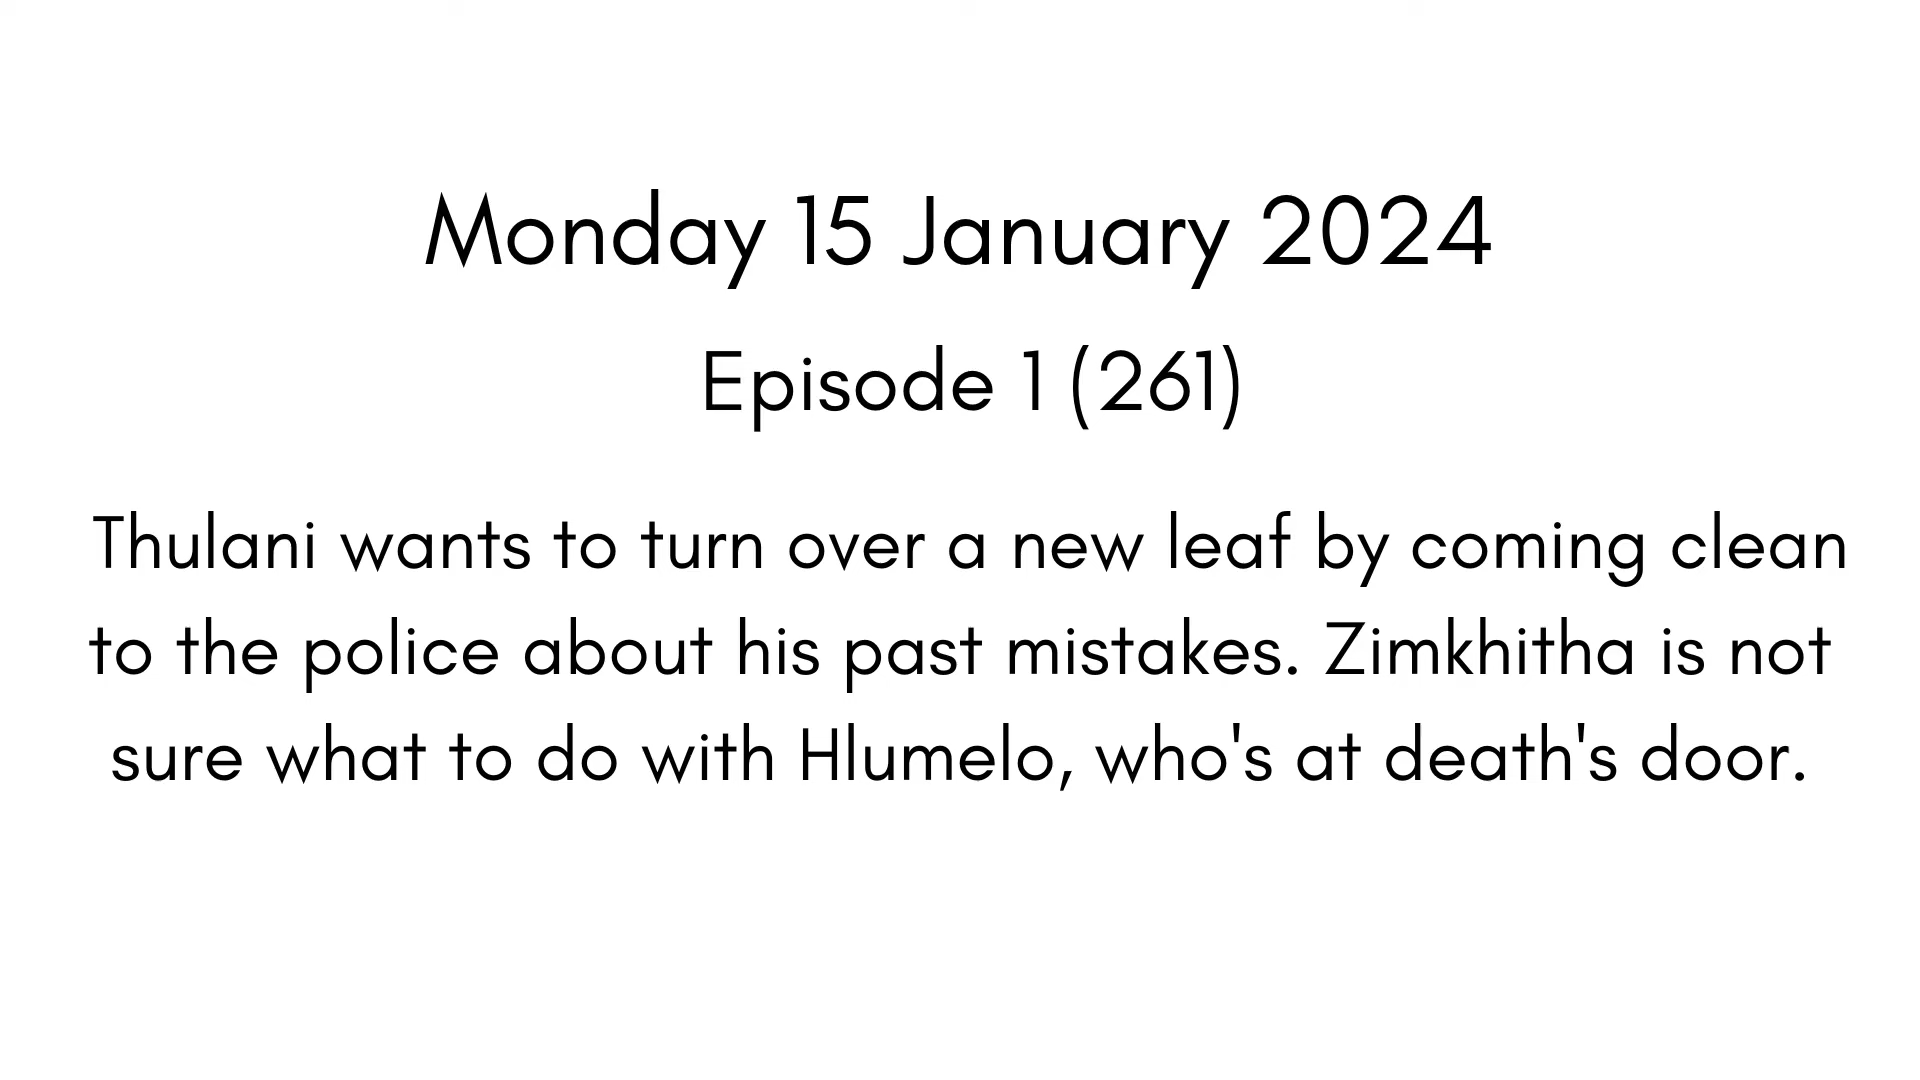 Monday 15 January 2024
Episode 1 (261)
Thulani wants to turn over a new leaf by coming clean
to the police about his past mistakes. Zimkhitha is not
sure what to do with Hlumelo, who's at death's door.